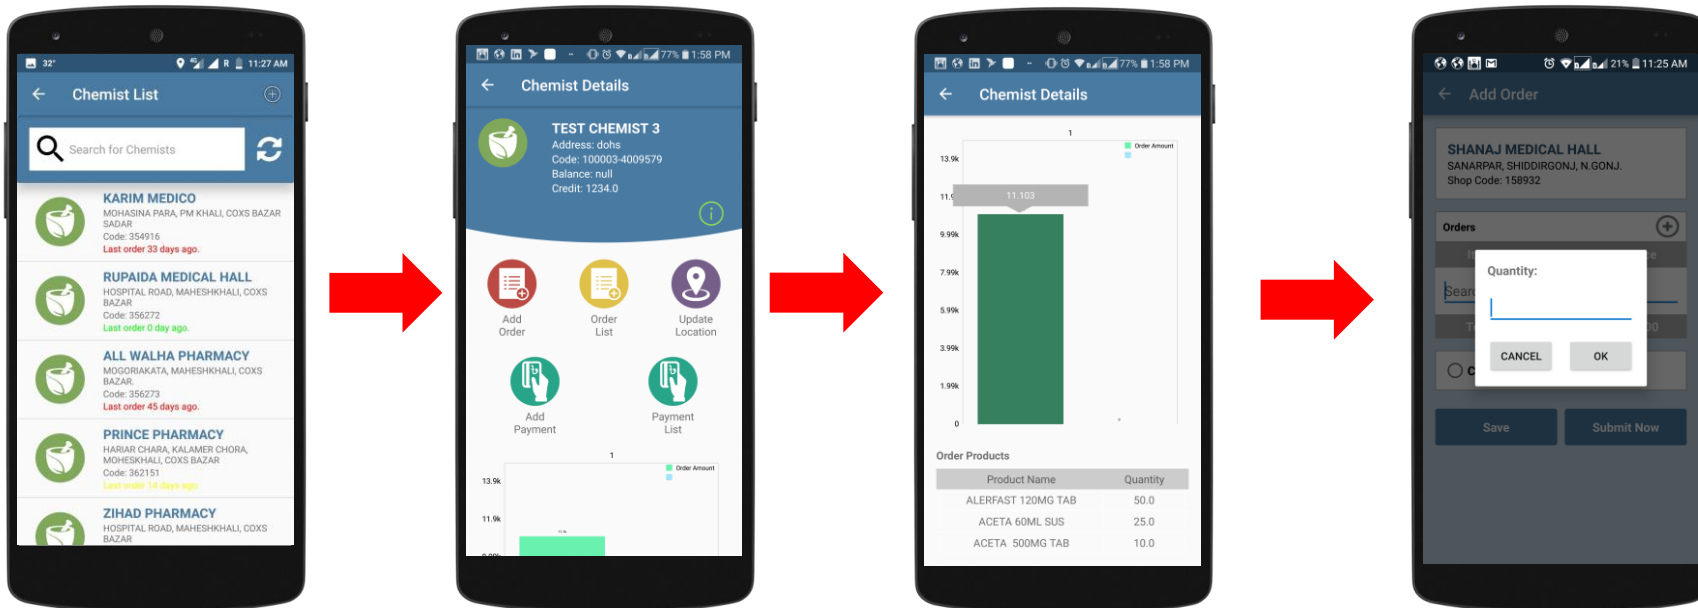 32°
4G R 11:27 AM
Chemist List
Search for Chemists
KARIM MEDICO
MOHASINA PARA, PM KHALI, COXS BAZAR
SADAR
Code: 354916
Last order 33 days ago.
RUPAIDA MEDICAL HALL
HOSPITAL ROAD, MAHESHKHALI, COXS
BAZAR
Code: 356272
Last order 0 day ago.
ALL WALHA PHARMACY
MOGORIAKATA, MAHESHKHALI, COXS
BAZAR.
Code: 356273
Last order 45 days ago.
PRINCE PHARMACY
HARIAR CHARA, KALAMER CHORA,
MOHESKHALI, COXS BAZAR
Code: 362151
Last order 14 days ago.
ZIHAD PHARMACY
HOSPITAL ROAD, MAHESHKHALI, COXS
BAZAR
77% 1:58 PM
Chemist Details
TEST CHEMIST 3
Address: dohs
Code: 100003-4009579
Balance: null
Credit: 1234.0
Add
Order
Order
List
Update
Location
Add
Payment
Payment
List
1
Order Amount
13.9k
11.9k
77% 1:58 PM
Chemist Details
1
Order Amount
13.9k
11.103
9.99k
7.99k
5.99k
3.99k
1.99k
0
Order Products
Product Name Quantity
ALERFAST 120MG TAB 50.0
ACETA 60ML SUS 25.0
ACETA 500MG TAB 10.0
21% 11:25 AM
Add Order
SHANAJ MEDICAL HALL
SANARPAR, SHIDDIRGONJ, N.GONJ.
Shop Code: 158932
Orders
Quantity:
CANCEL OK
Save Submit Now